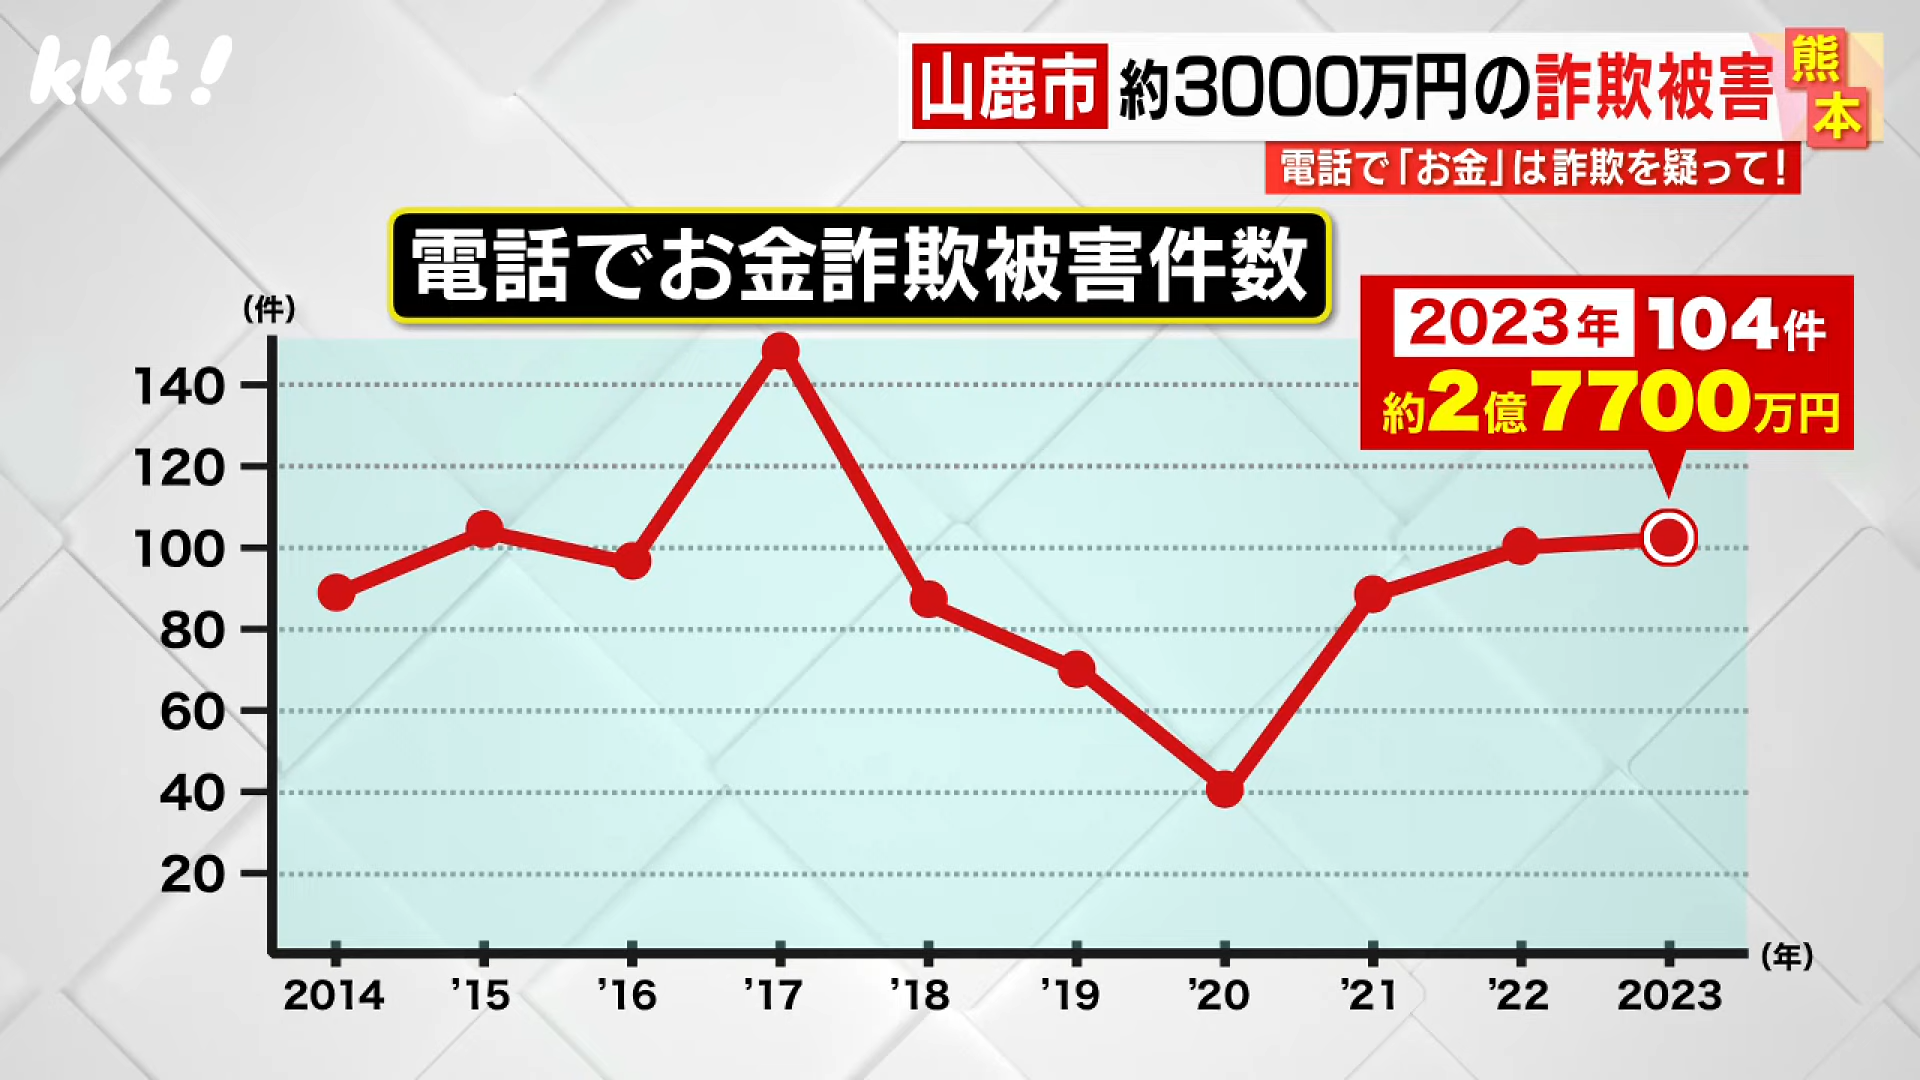 kkt!
山鹿市 約3000万円の詐欺被害
熊本
電話で「お金」は詐欺を疑って!
電話でお金詐欺被害件数
(件)
2023年 104件
約2億7700万円
140
120
100
80
60
40
20
2014 '15 '16 '17 '18 '19 '20 '21 '22 2023
(年)